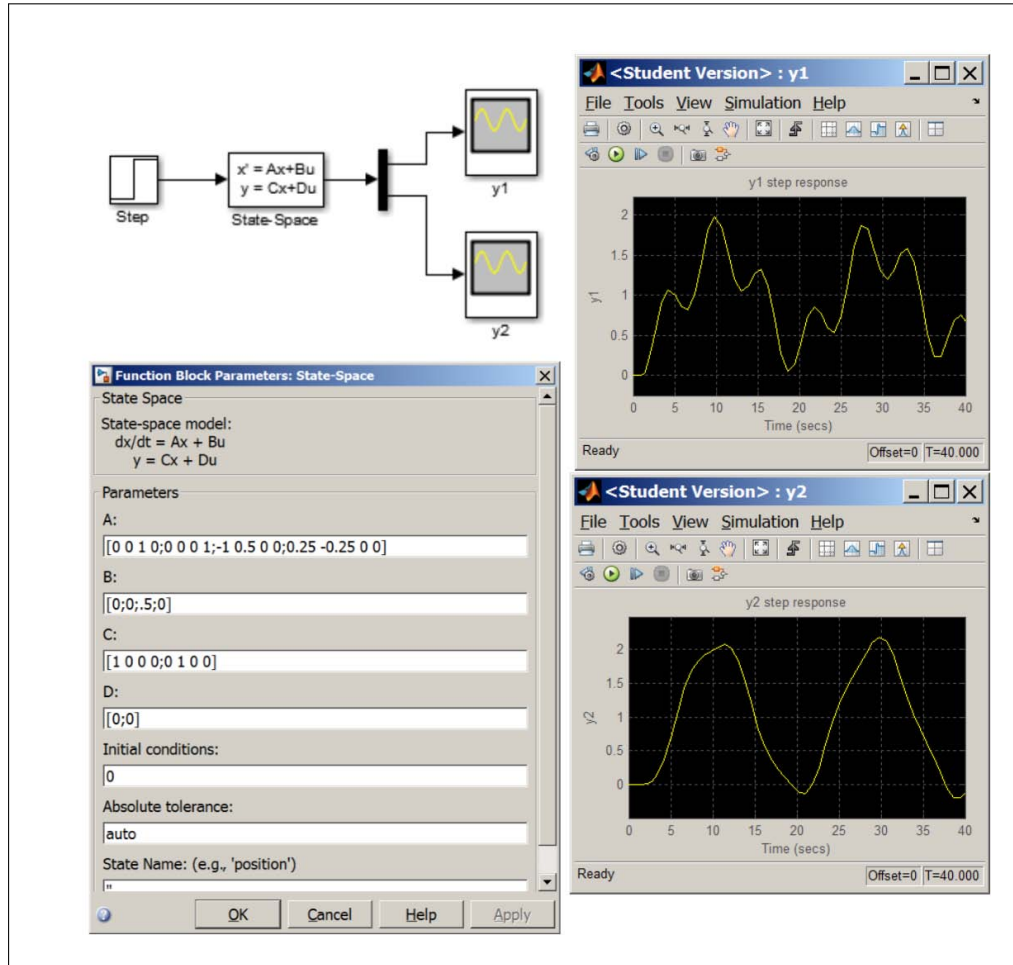 Step
x' = Ax+Bu
y = Cx+Du
State-Space
y1
y2
<Student Version> : y1
File Tools View Simulation Help
y1 step response
y1
2
1.5
1
0.5
0
0 5 10 15 20 25 30 35 40
Time (secs)
Ready
Offset=0 T=40.000
Function Block Parameters: State-Space
State Space
State-space model:
dx/dt = Ax + Bu
y = Cx + Du
Parameters
A:
[0 0 1 0;0 0 0 1;-1 0.5 0 0;0.25 -0.25 0 0]
B:
[0;0;.5;0]
C:
[1 0 0 0;0 1 0 0]
D:
[0;0]
Initial conditions:
0
Absolute tolerance:
auto
State Name: (e.g., 'position')
''
OK Cancel Help Apply
<Student Version> : y2
File Tools View Simulation Help
y2 step response
y2
2
1.5
1
0.5
0
0 5 10 15 20 25 30 35 40
Time (secs)
Ready
Offset=0 T=40.000